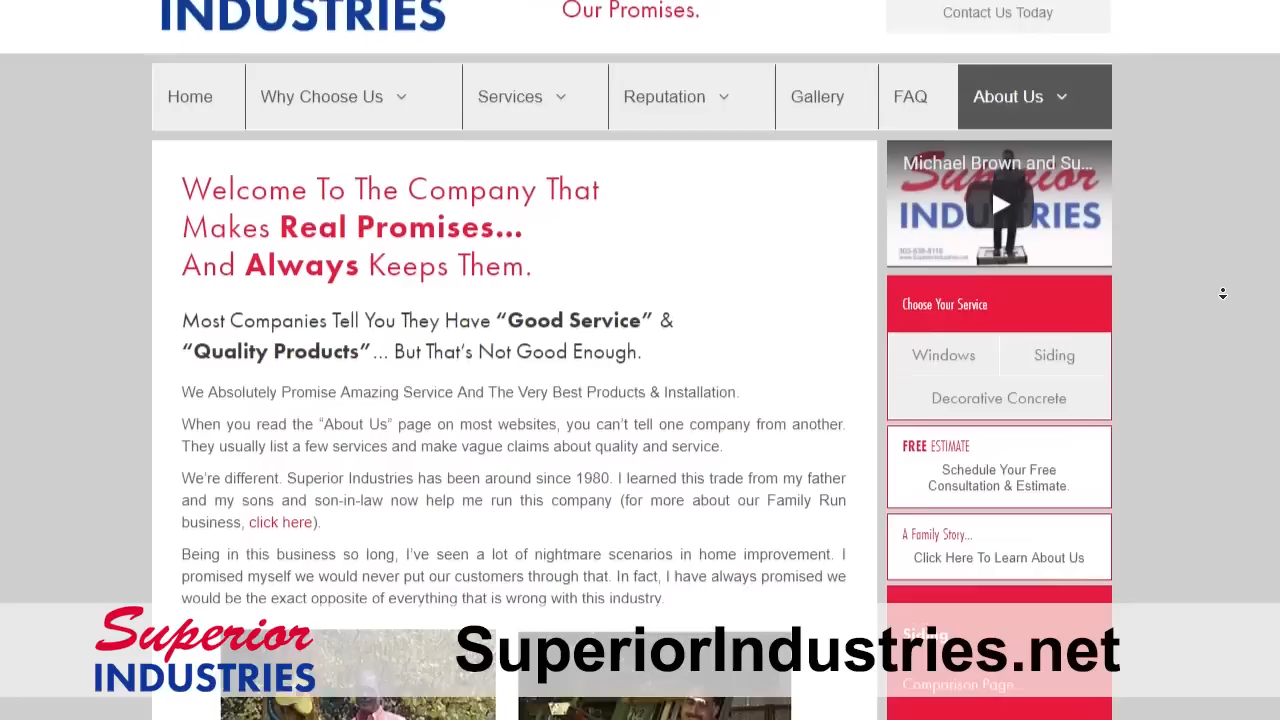 INDUSTRIES
Our Promises.
Contact Us Today
Home
Why Choose Us
Services
Reputation
Gallery
FAQ
About Us
Welcome To The Company That
Makes Real Promises...
And Always Keeps Them.
Most Companies Tell You They Have “Good Service” &
“Quality Products”... But That’s Not Good Enough.
We Absolutely Promise Amazing Service And The Very Best Products & Installation.
When you read the “About Us” page on most websites, you can’t tell one company from another.
They usually list a few services and make vague claims about quality and service.
We’re different. Superior Industries has been around since 1980. I learned this trade from my father
and my sons and son-in-law now help me run this company (for more about our Family Run
business, click here).
Being in this business so long, I’ve seen a lot of nightmare scenarios in home improvement. I
promised myself we would never put our customers through that. In fact, I have always promised we
would be the exact opposite of everything that is wrong with this industry.
Michael Brown and Su...
Superior
INDUSTRIES
Choose Your Service
Windows
Siding
Decorative Concrete
FREE ESTIMATE
Schedule Your Free
Consultation & Estimate.
A Family Story...
Click Here To Learn About Us
Siding
Comparison Page...
Superior
INDUSTRIES
SuperiorIndustries.net